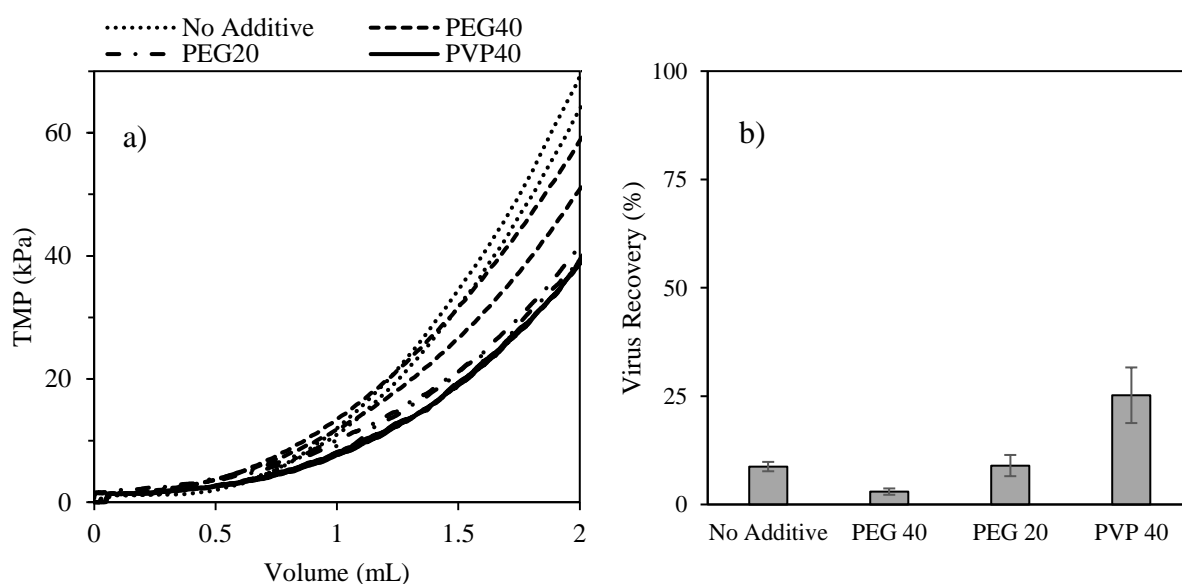 No Additive
PEG40
PEG20
PVP40
a)
60
40
20
0
TMP (kPa)
0
0.5
1
1.5
2
Volume (mL)
b)
100
75
50
25
0
Virus Recovery (%)
No Additive
PEG 40
PEG 20
PVP 40